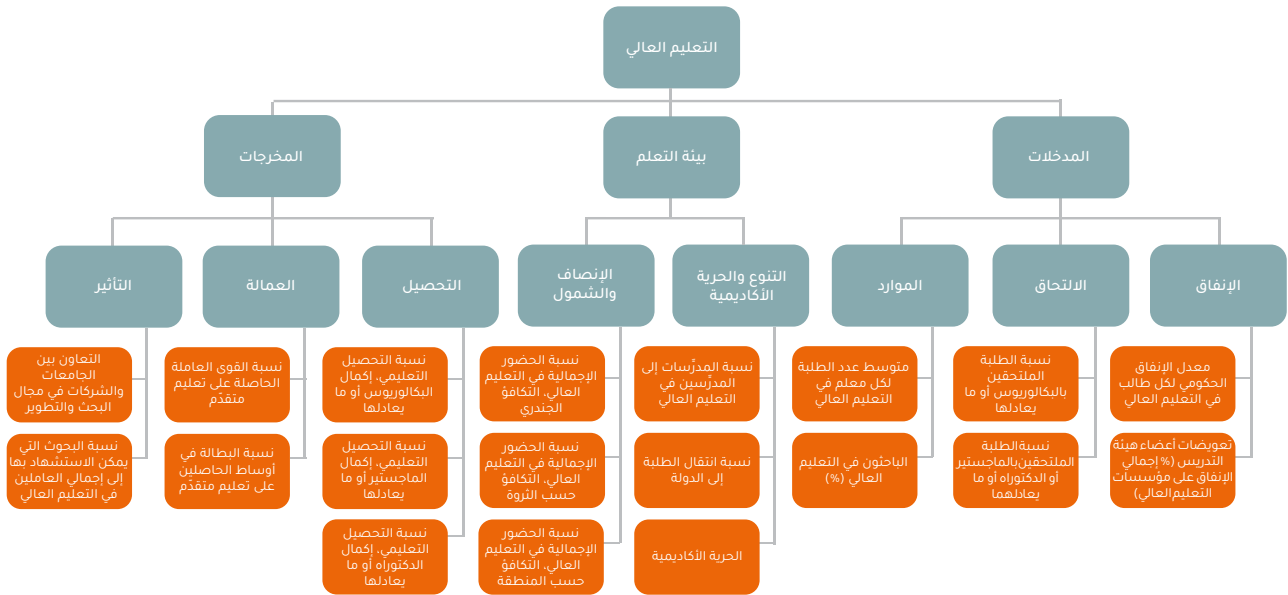 التعليم العالي
المدخلات
بيئة التعلم
المخرجات
الإنفاق
الالتحاق
الموارد
التنوع والحرية
الأكاديمية
الإنصاف
والشمول
التحصيل
العمالة
التأثير
معدل الإنفاق
الحكومي لكل طالب
في التعليم العالي
تعويضات أعضاء هيئة
التدريس (% إجمالي
الإنفاق على مؤسسات
التعليم العالي)
نسبة الطلبة
الملتحقين
بالبكالوريوس أو ما
يعادلها
نسبة الطلبة
الملتحقين بالماجستير
أو الدكتوراه أو ما
يعادلهما
متوسط عدد الطلبة
لكل معلم في
التعليم العالي
الباحثون في التعليم
العالي (%)
نسبة المدرِّسات إلى
المدرِّسين في
التعليم العالي
نسبة انتقال الطلبة
إلى الدولة
الحرية الأكاديمية
نسبة الحضور
الإجمالية في التعليم
العالي، التكافؤ
الجندري
نسبة الحضور
الإجمالية في التعليم
العالي، التكافؤ
حسب الثروة
نسبة الحضور
الإجمالية في التعليم
العالي، التكافؤ
حسب المنطقة
نسبة التحصيل
التعليمي، إكمال
البكالوريوس أو ما
يعادلها
نسبة التحصيل
التعليمي، إكمال
الماجستير أو ما
يعادلها
نسبة التحصيل
التعليمي، إكمال
الدكتوراه أو ما
يعادلها
نسبة القوى العاملة
الحاصلة على تعليم
متقدّم
نسبة البطالة في
أوساط الحاصلين
على تعليم متقدّم
التعاون بين
الجامعات
والشركات في مجال
البحث والتطوير
نسبة البحوث التي
يمكن الاستشهاد بها
إلى إجمالي العاملين
في التعليم العالي